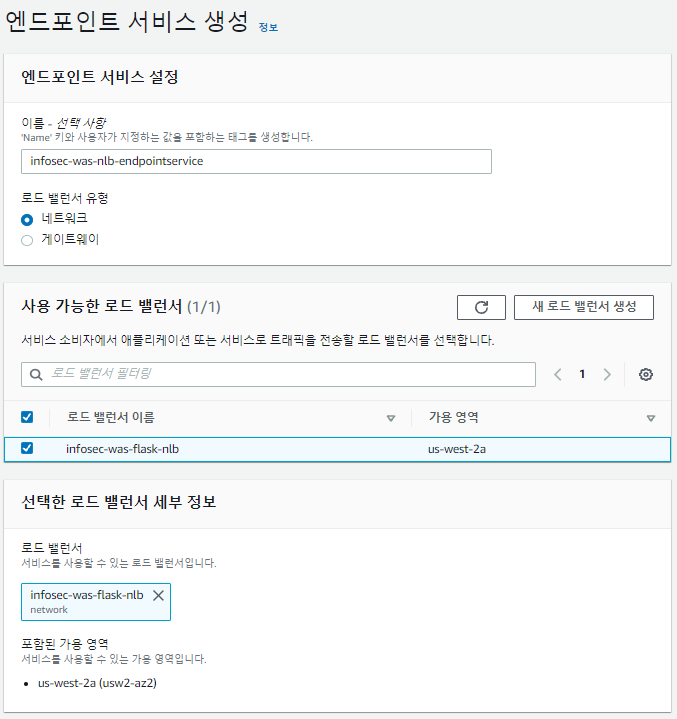 엔드포인트 서비스 생성 정보
엔드포인트 서비스 설정
이름 - 선택 사항
'Name' 키와 사용자가 지정하는 값을 포함하는 태그를 생성합니다.
infosec-was-nlb-endpointservice
로드 밸런서 유형
네트워크
게이트웨이
사용 가능한 로드 밸런서 (1/1)
새 로드 밸런서 생성
서비스 소비자에서 애플리케이션 또는 서비스로 트래픽을 전송할 로드 밸런서를 선택합니다.
로드 밸런서 필터링
1
로드 밸런서 이름 가용 영역
infosec-was-flask-nlb us-west-2a
선택한 로드 밸런서 세부 정보
로드 밸런서
서비스를 사용할 수 있는 로드 밸런서입니다.
infosec-was-flask-nlb
network
포함된 가용 영역
서비스를 사용할 수 있는 가용 영역입니다.
us-west-2a (usw2-az2)